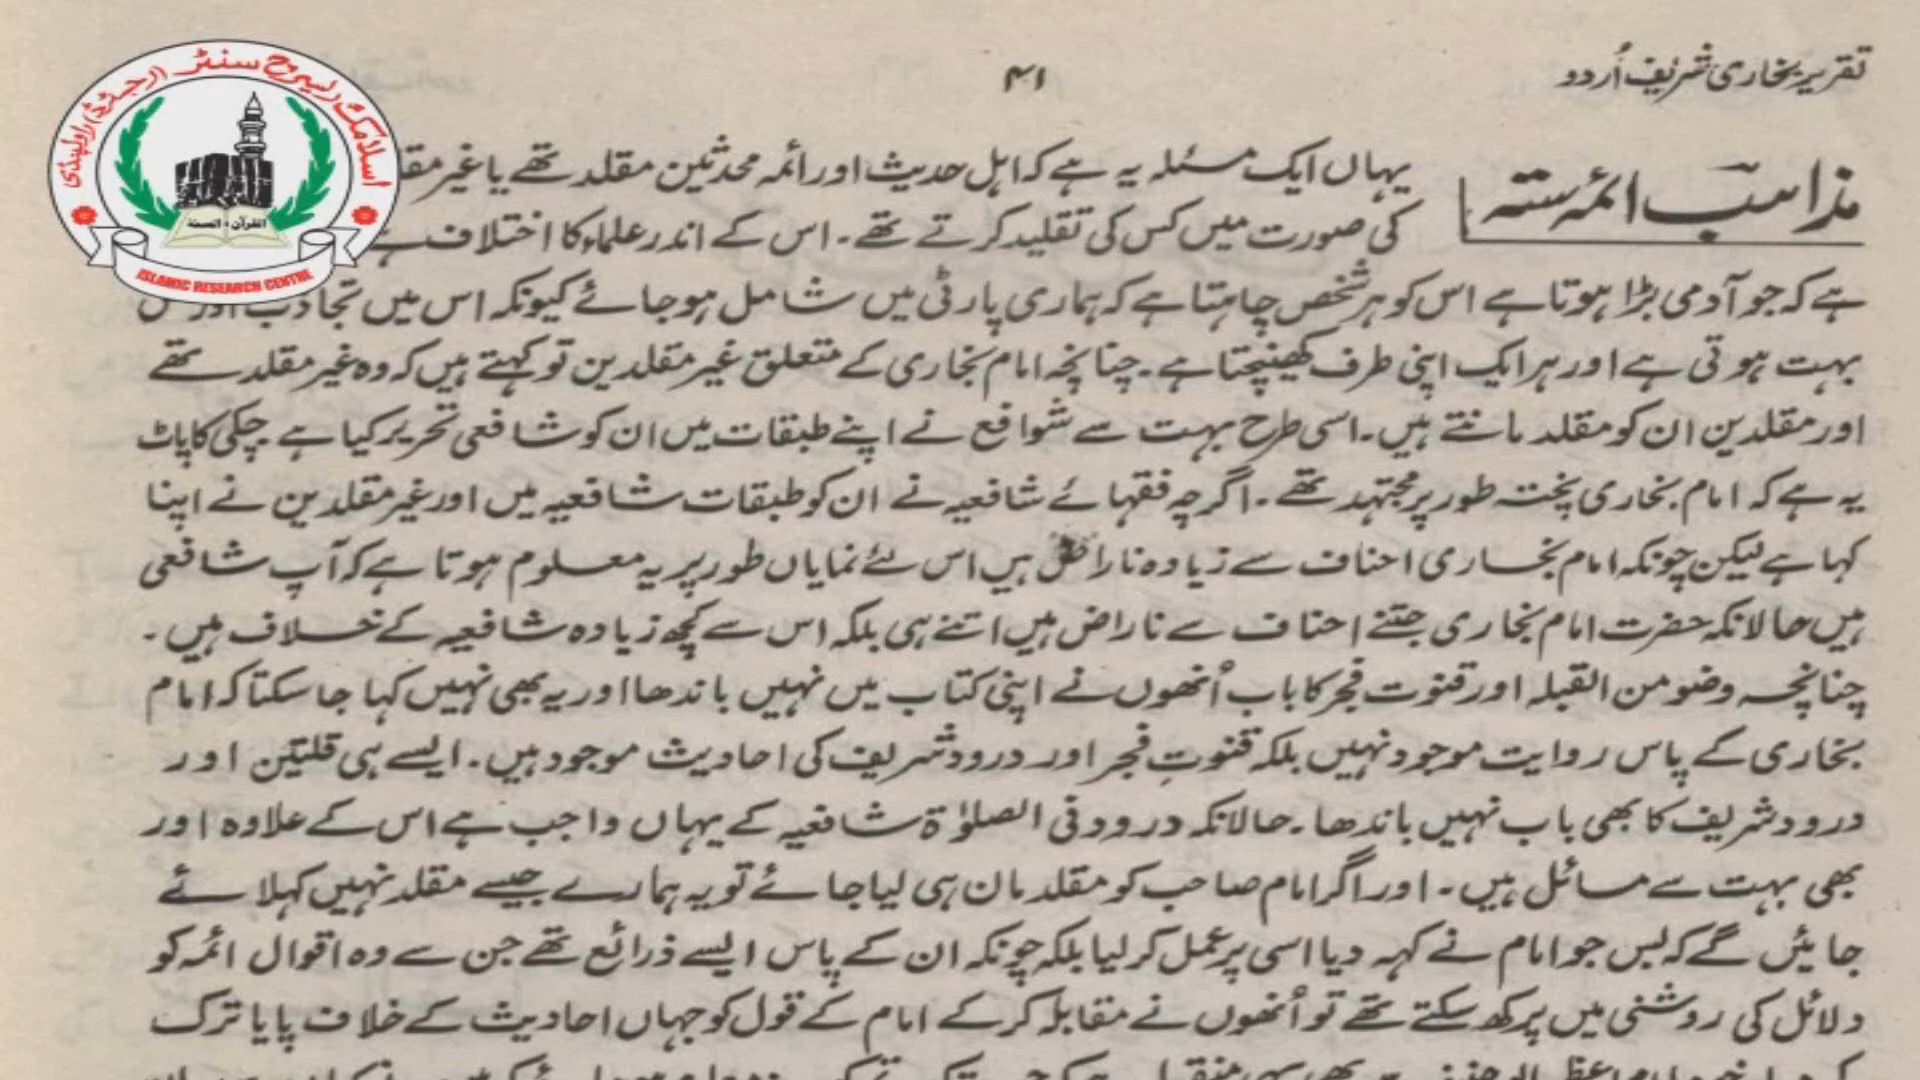 تقریر بخاری شریف اُردو
۴۱
اسلامک ریسرچ سنٹر (رجسٹرڈ) راولپنڈی
القرآن السنة
ISLAMIC RESEARCH CENTRE
مذاہب ائمہ ستہ
یہاں ایک مسئلہ یہ ہے کہ اہل حدیث اور ائمہ محدثین مقلد تھے یا غیر
کی صورت میں کس کی تقلید کرتے تھے۔ اس کے اندر علماء کا اختلاف
ہے کہ جو آدمی بڑا ہوتا ہے اس کو ہر شخص چاہتا ہے کہ ہماری پارٹی میں شامل ہو جائے کیونکہ اس میں
بہت ہوتی ہے اور ہر ایک اپنی طرف کھینچتا ہے۔ چنانچہ امام بخاری کے متعلق غیر مقلدین تو کہتے ہیں کہ وہ غیر مقلد تھے
اور مقلدین ان کو مقلد مانتے ہیں۔ اسی طرح بہت سے شوافع نے اپنے طبقات میں ان کو شافعی تحریر کیا ہے چکی کا پاٹ
یہ ہے کہ امام بخاری پختہ طور پر مجتہد تھے۔ اگرچہ فقہائے شافعیہ نے ان کو طبقات شافعیہ میں اور غیر مقلدین نے اپنا
کہا ہے لیکن چونکہ امام بخاری احناف سے زیادہ ناراض ہیں اس لئے نمایاں طور پر یہ معلوم ہوتا ہے کہ آپ شافعی
ہیں حالانکہ حضرت امام بخاری جتنے احناف سے ناراض ہیں اتنے ہی بلکہ اس سے کچھ زیادہ شافعیہ کے خلاف ہیں۔
چنانچہ وضو من القبلہ اور قنوت فجر کا باب اُنھوں نے اپنی کتاب میں نہیں باندھا اور یہ بھی نہیں کہا جا سکتا کہ امام
بخاری کے پاس روایت موجود نہیں بلکہ قنوتِ فجر اور درود شریف کی احادیث موجود ہیں۔ ایسے ہی قلتین اور
درود شریف کا بھی باب نہیں باندھا۔ حالانکہ درود فی الصلوٰۃ شافعیہ کے یہاں واجب ہے اس کے علاوہ اور
بھی بہت سے مسائل ہیں۔ اور اگر امام صاحب کو مقلد مان ہی لیا جائے تو یہ ہمارے جیسے مقلد نہیں کہلائے
جائیں گے کہ بس جو امام نے کہہ دیا اسی پر عمل کر لیا بلکہ چونکہ ان کے پاس ایسے ذرائع تھے جن سے وہ اقوال ائمہ کو
دلائل کی روشنی میں پرکھ سکتے تھے تو اُنھوں نے مقابلہ کر کے امام کے قول کو جہاں احادیث کے خلاف پایا ترک